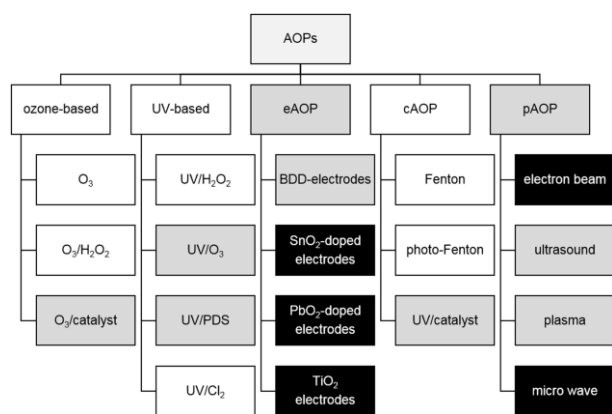 AOPs
ozone-based
UV-based
eAOP
cAOP
pAOP
O₃
UV/H₂O₂
BDD-electrodes
Fenton
electron beam
O₃/H₂O₂
UV/O₃
SnO₂-doped
electrodes
photo-Fenton
ultrasound
O₃/catalyst
UV/PDS
PbO₂-doped
electrodes
UV/catalyst
plasma
UV/Cl₂
TiO₂
electrodes
micro wave